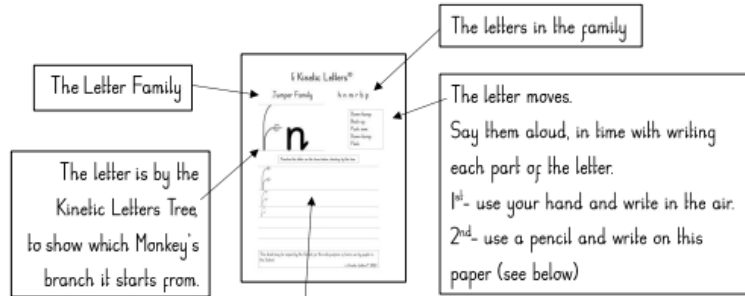 The letters in the family
The Letter Family
Kinetic Letters®
Jumper Family
h n m r b p
n
The letter moves.
Say them aloud, in time with writing
each part of the letter.
1st- use your hand and write in the air.
2nd- use a pencil and write on this
paper (see below)
The letter is by the
Kinetic Letters Tree,
to show which Monkey's
branch it starts from.